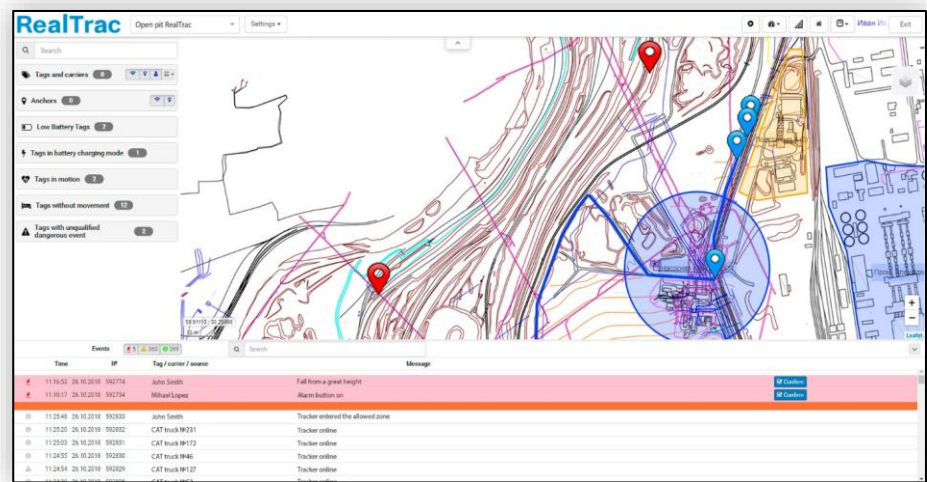 RealTrac Open pit RealTrac Settings Exit
Search
Tags and carriers 8
Anchors 8
Low Battery Tags 2
Tags in battery charging mode 1
Tags in motion 2
Tags without movement 12
Tags with unqualified
dangerous event 2
+
−
Leaflet
Events 5 260 269 Search
Time № Tag / carrier / source Message
11:16:52 26.10.2018 592774 John Smith Fall from a great height Confirm
11:10:17 26.10.2018 592734 Mihael Lopez Alarm button on Confirm
11:25:48 26.10.2018 592833 John Smith Tracker entered the allowed zone
11:25:20 26.10.2018 592832 CAT truck №231 Tracker online
11:25:03 26.10.2018 592831 CAT truck №172 Tracker online
11:24:55 26.10.2018 592830 CAT truck №46 Tracker online
11:24:54 26.10.2018 592829 CAT truck №127 Tracker online